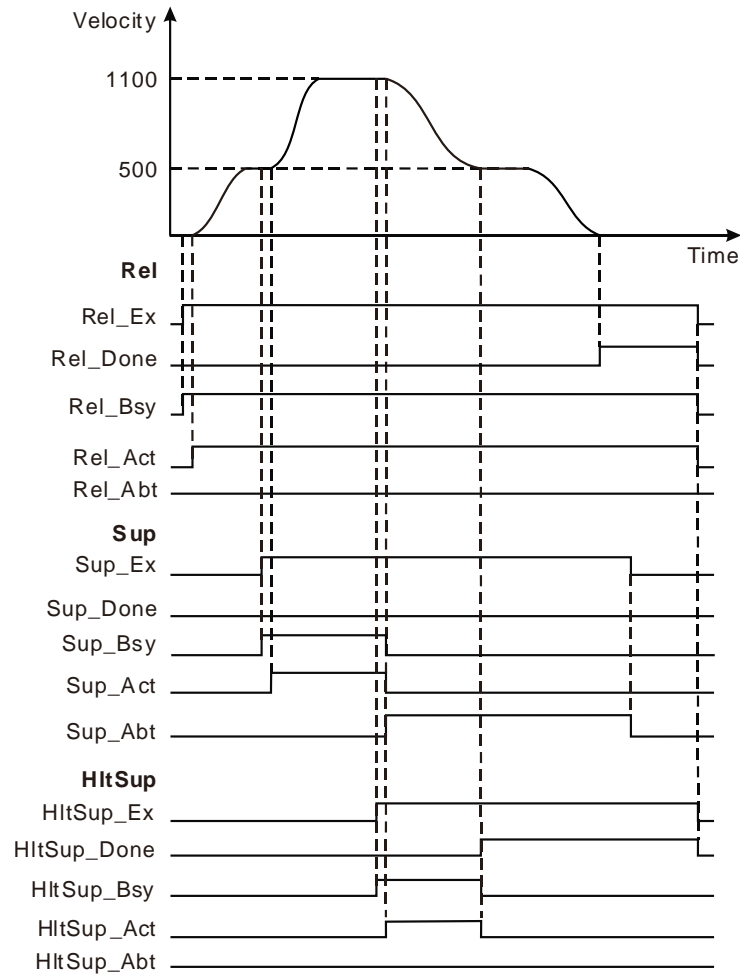 Velocity
1100
500
Time
Rel
Rel_Ex
Rel_Done
Rel_Bsy
Rel_Act
Rel_Abt
Sup
Sup_Ex
Sup_Done
Sup_Bsy
Sup_Act
Sup_Abt
HltSup
HltSup_Ex
HltSup_Done
HltSup_Bsy
HltSup_Act
HltSup_Abt